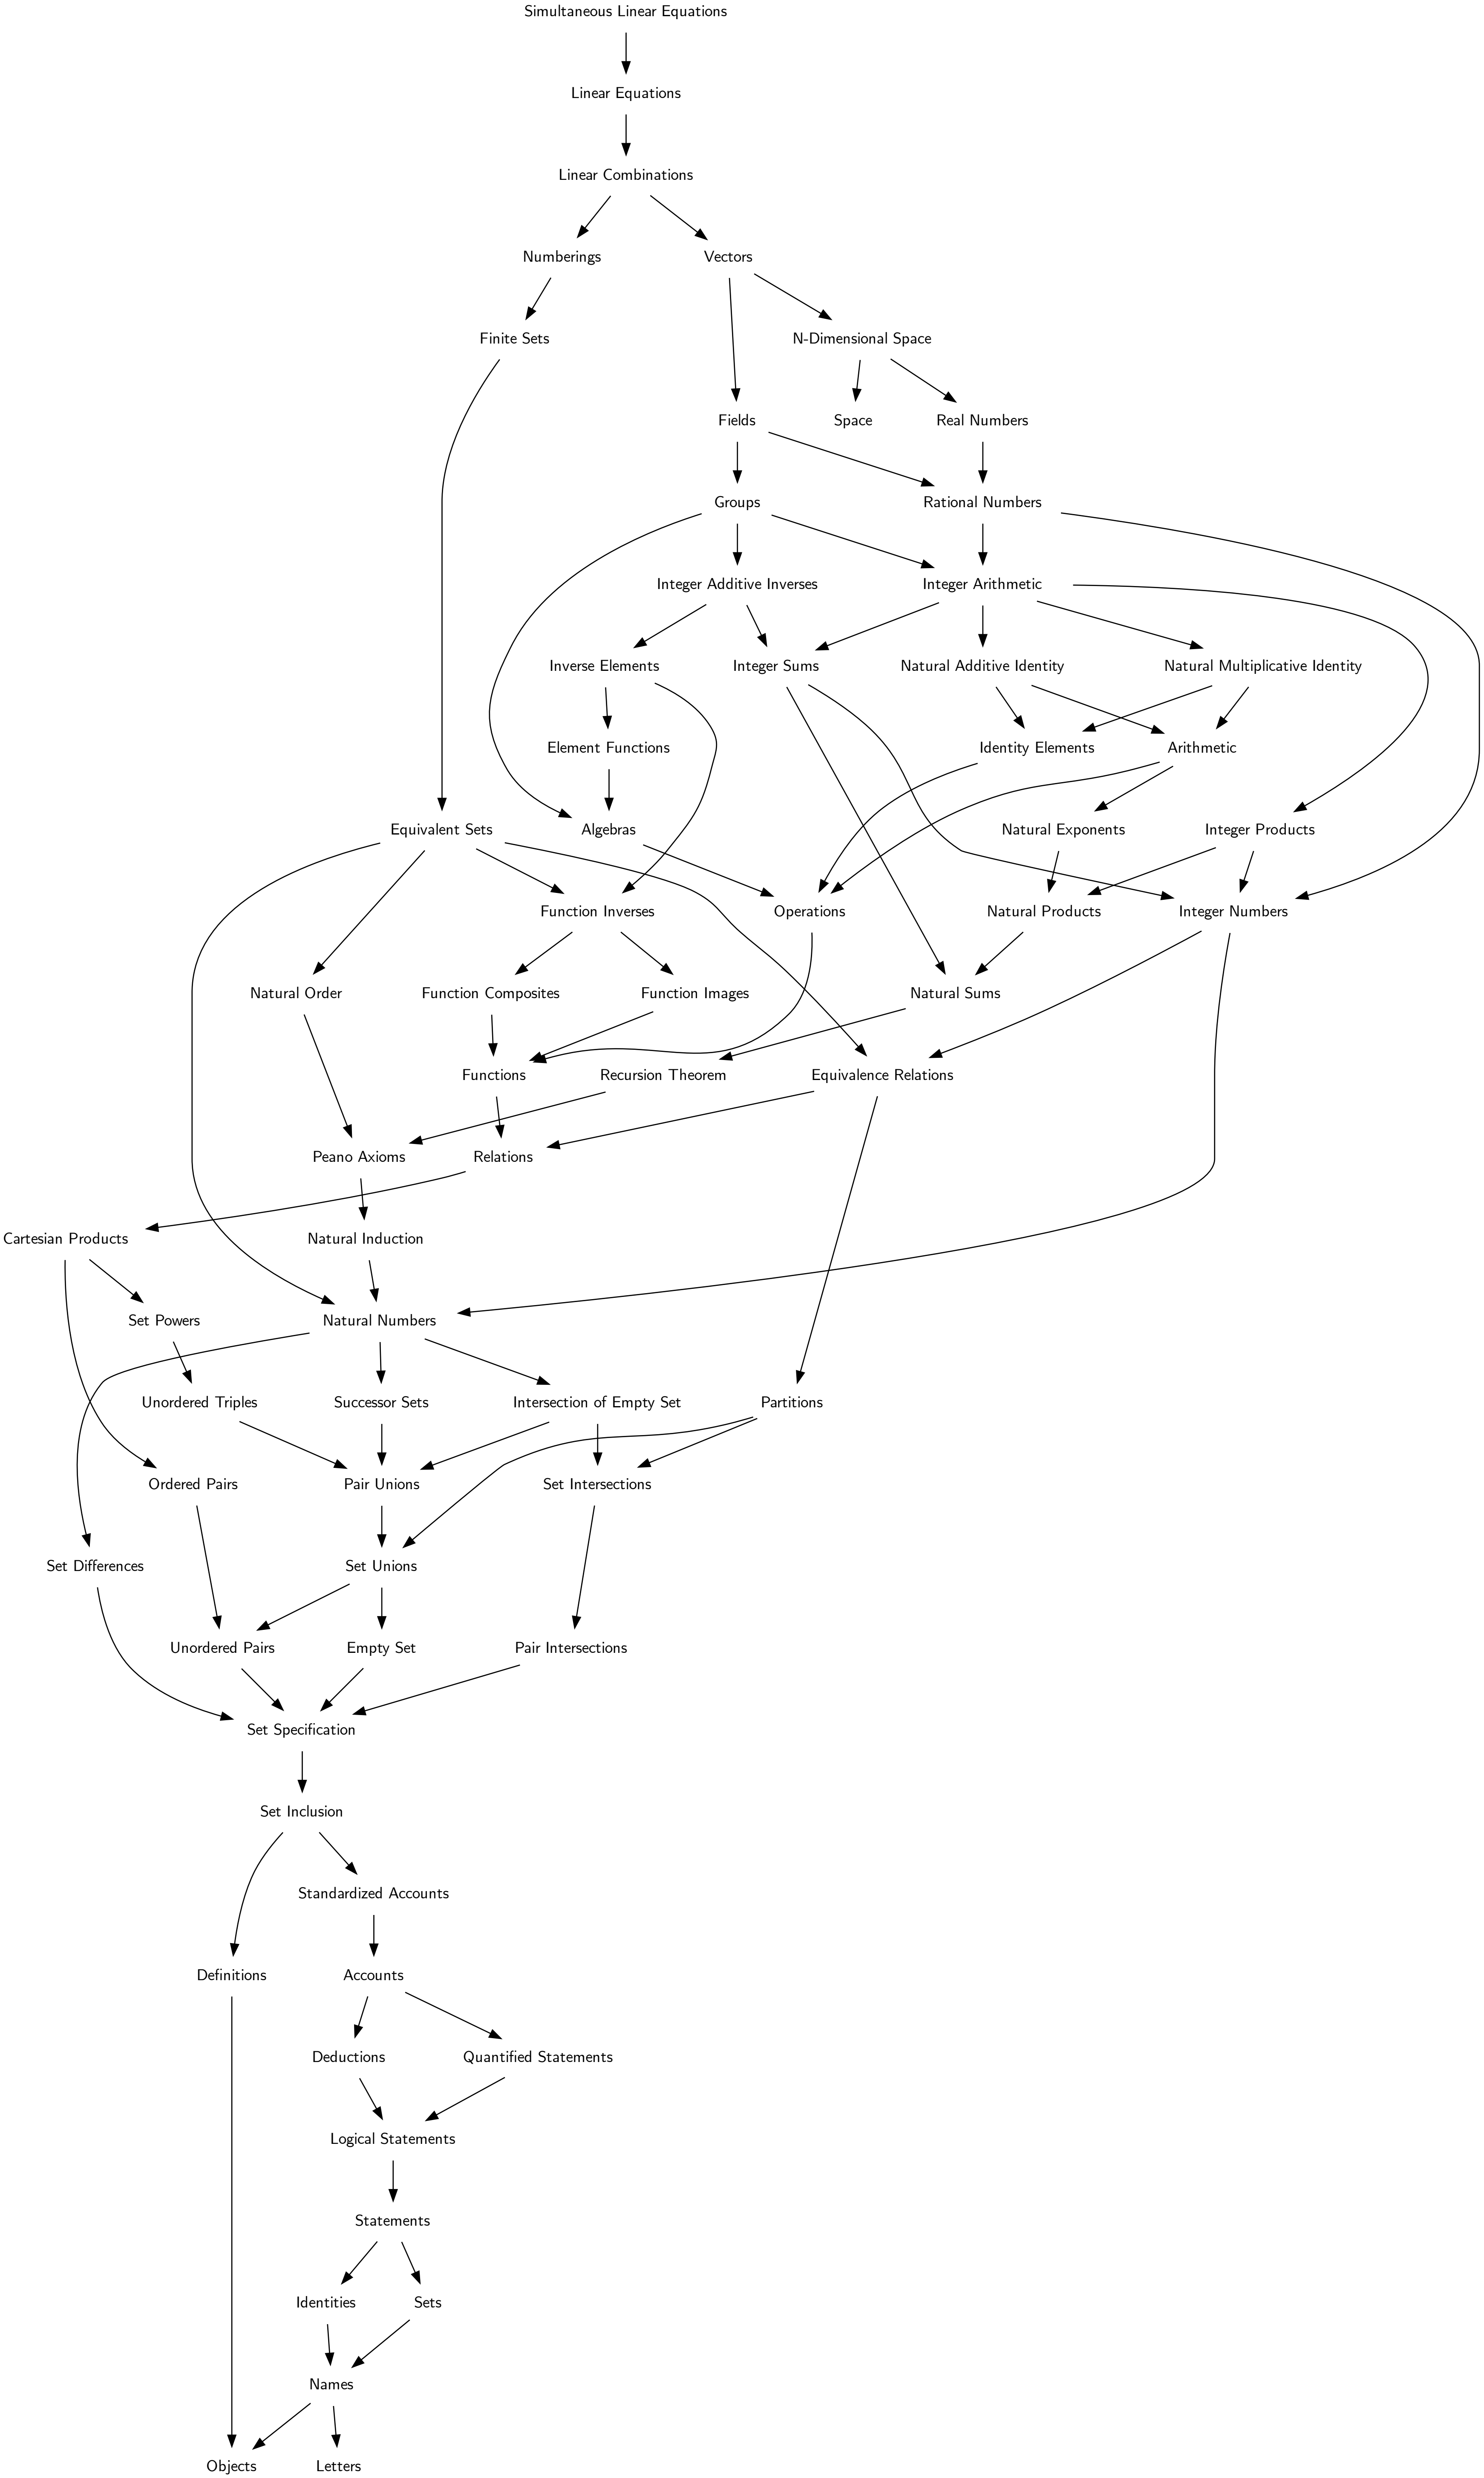 Simultaneous Linear Equations
Linear Equations
Linear Combinations
Numberings
Vectors
Finite Sets
N-Dimensional Space
Fields
Space
Real Numbers
Groups
Rational Numbers
Integer Additive Inverses
Integer Arithmetic
Inverse Elements
Integer Sums
Natural Additive Identity
Natural Multiplicative Identity
Element Functions
Identity Elements
Arithmetic
Equivalent Sets
Algebras
Natural Exponents
Integer Products
Function Inverses
Operations
Natural Products
Integer Numbers
Natural Order
Function Composites
Function Images
Natural Sums
Functions
Recursion Theorem
Equivalence Relations
Peano Axioms
Relations
Cartesian Products
Natural Induction
Set Powers
Natural Numbers
Unordered Triples
Successor Sets
Intersection of Empty Set
Partitions
Ordered Pairs
Pair Unions
Set Intersections
Set Differences
Set Unions
Unordered Pairs
Empty Set
Pair Intersections
Set Specification
Set Inclusion
Standardized Accounts
Definitions
Accounts
Deductions
Quantified Statements
Logical Statements
Statements
Identities
Sets
Names
Objects
Letters